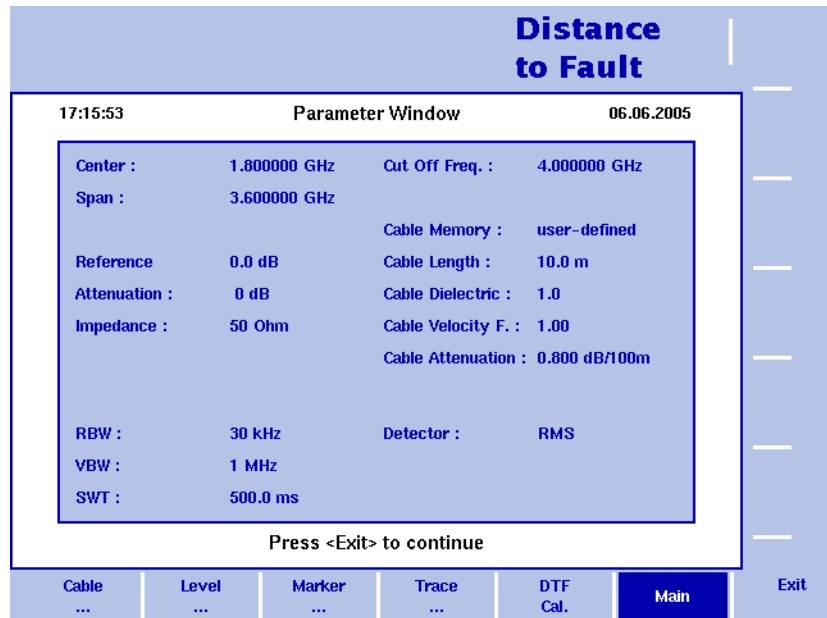 Distance
to Fault
17:15:53 Parameter Window 06.06.2005
Center : 1.800000 GHz Cut Off Freq. : 4.000000 GHz
Span : 3.600000 GHz
Cable Memory : user-defined
Reference 0.0 dB Cable Length : 10.0 m
Attenuation : 0 dB Cable Dielectric : 1.0
Impedance : 50 Ohm Cable Velocity F. : 1.00
Cable Attenuation : 0.800 dB/100m
RBW : 30 kHz Detector : RMS
VBW : 1 MHz
SWT : 500.0 ms
Press <Exit> to continue
Cable Level Marker Trace DTF Main Exit
... ... ... ... Cal.